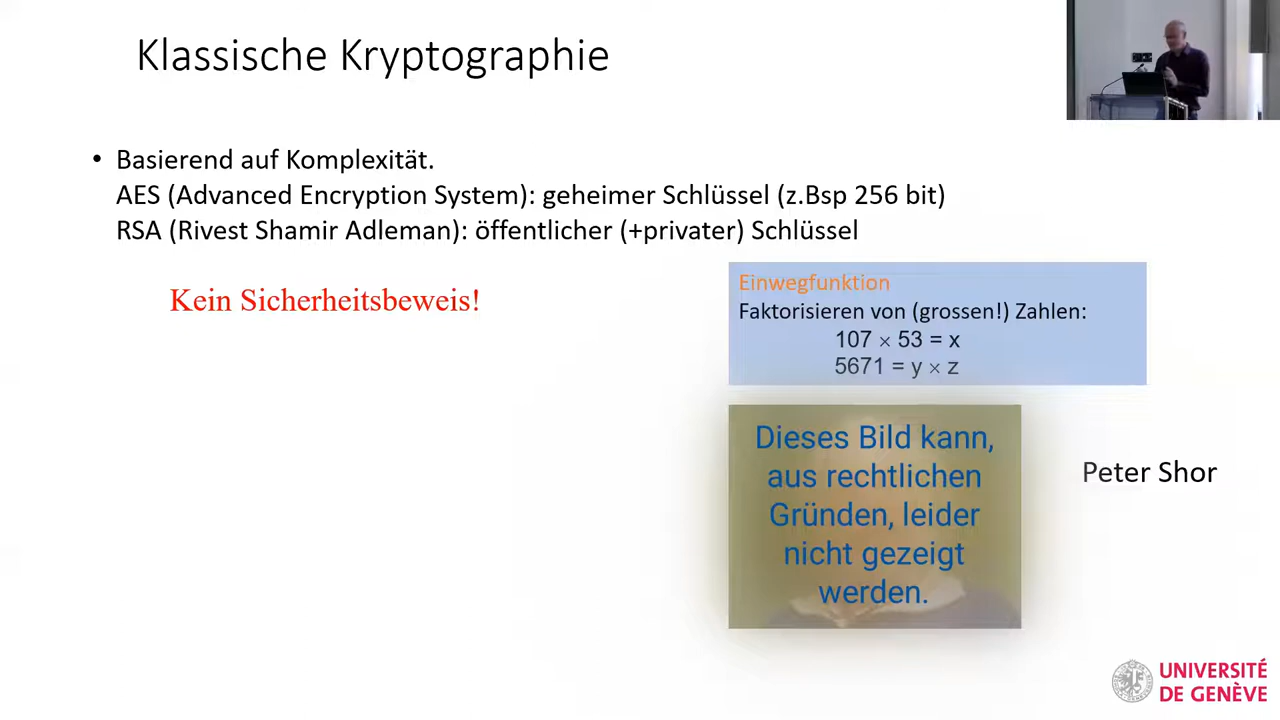 Klassische Kryptographie
• Basierend auf Komplexität.
AES (Advanced Encryption System): geheimer Schlüssel (z.Bsp 256 bit)
RSA (Rivest Shamir Adleman): öffentlicher (+privater) Schlüssel
Kein Sicherheitsbeweis!
Einwegfunktion
Faktorisieren von (grossen!) Zahlen:
107 × 53 = x
5671 = y × z
Dieses Bild kann,
aus rechtlichen
Gründen, leider
nicht gezeigt
werden.
Peter Shor
UNIVERSITÉ
DE GENÈVE